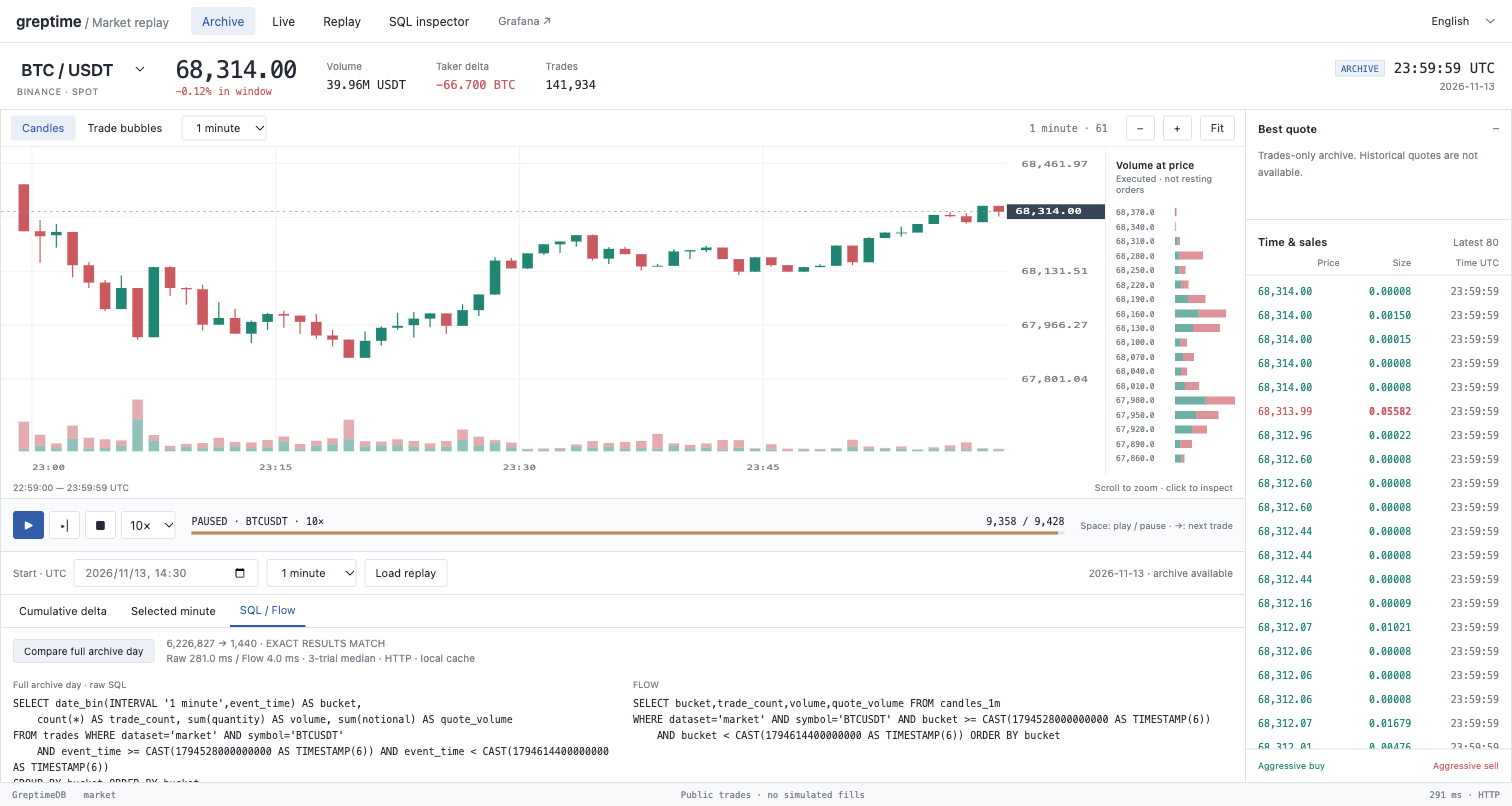 greptime / Market replay Archive Live Replay SQL inspector Grafana ↗ English
BTC / USDT
BINANCE · SPOT
68,314.00
−0.12% in window
Volume
39.96M USDT
Taker delta
−66.700 BTC
Trades
141,934
ARCHIVE 23:59:59 UTC
2026-11-13
Candles Trade bubbles 1 minute 1 minute · 61 − + Fit
68,461.97
68,314.00
68,131.51
67,966.27
67,801.04
23:00 23:15 23:30 23:45
22:59:00 — 23:59:59 UTC
Volume at price
Executed · not resting
orders
68,370.0
68,340.0
68,310.0
68,280.0
68,250.0
68,220.0
68,190.0
68,160.0
68,130.0
68,100.0
68,070.0
68,040.0
68,010.0
67,980.0
67,950.0
67,920.0
67,890.0
67,860.0
Scroll to zoom · click to inspect
10× PAUSED · BTCUSDT · 10× 9,358 / 9,428 Space: play / pause · →: next trade
Start · UTC 2026/11/13, 14:30 1 minute Load replay 2026-11-13 · archive available
Cumulative delta Selected minute SQL / Flow
Compare full archive day
6,226,827 → 1,440 · EXACT RESULTS MATCH
Raw 281.0 ms / Flow 4.0 ms · 3-trial median · HTTP · local cache
Full archive day · raw SQL
SELECT date_bin(INTERVAL '1 minute',event_time) AS bucket,
count(*) AS trade_count, sum(quantity) AS volume, sum(notional) AS quote_volume
FROM trades WHERE dataset='market' AND symbol='BTCUSDT'
AND event_time >= CAST(1794528000000000 AS TIMESTAMP(6)) AND event_time < CAST(1794614400000000
AS TIMESTAMP(6))
GROUP BY bucket ORDER BY bucket
FLOW
SELECT bucket,trade_count,volume,quote_volume FROM candles_1m
WHERE dataset='market' AND symbol='BTCUSDT' AND bucket >= CAST(1794528000000000 AS TIMESTAMP(6))
AND bucket < CAST(1794614400000000 AS TIMESTAMP(6)) ORDER BY bucket
Best quote −
Trades-only archive. Historical quotes are not
available.
Time & sales Latest 80
Price Size Time UTC
68,314.00 0.00008 23:59:59
68,314.00 0.00150 23:59:59
68,314.00 0.00015 23:59:59
68,314.00 0.00008 23:59:59
68,314.00 0.00008 23:59:59
68,313.99 0.05582 23:59:59
68,312.96 0.00022 23:59:59
68,312.60 0.00008 23:59:59
68,312.60 0.00008 23:59:59
68,312.60 0.00008 23:59:59
68,312.44 0.00008 23:59:59
68,312.44 0.00008 23:59:59
68,312.44 0.00008 23:59:59
68,312.16 0.00009 23:59:59
68,312.07 0.01021 23:59:59
68,312.06 0.00008 23:59:59
68,312.06 0.00008 23:59:59
68,312.06 0.00008 23:59:59
68,312.07 0.01679 23:59:59
68,312.01 0.00476 23:59:59
Aggressive buy Aggressive sell
GreptimeDB market Public trades · no simulated fills 291 ms · HTTP